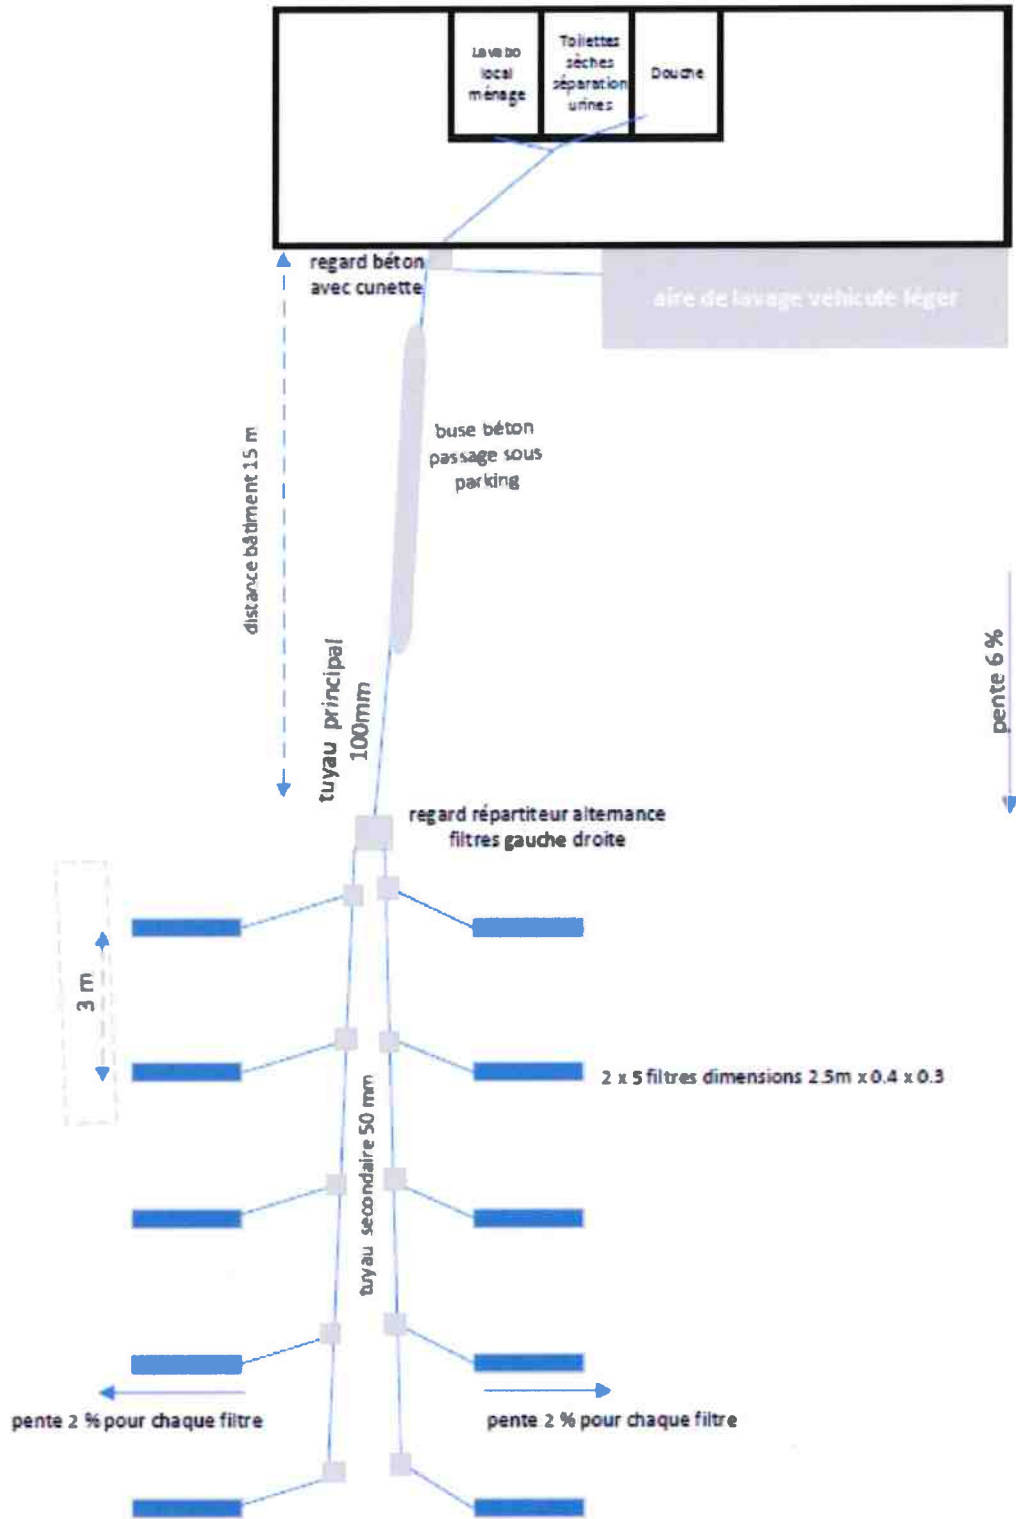 Lavabo
local
ménage
Toilettes
sèches
séparation
urines
Douche
regard béton
avec cunette
aire de lavage véhicule léger
buse béton
passage sous
parking
distance bâtiment 15 m
tuyau principal
100mm
pente 6 %
regard répartiteur alternance
filtres gauche droite
3 m
2 x 5 filtres dimensions 2.5m x 0.4 x 0.3
tuyau secondaire 50 mm
pente 2 % pour chaque filtre
pente 2 % pour chaque filtre